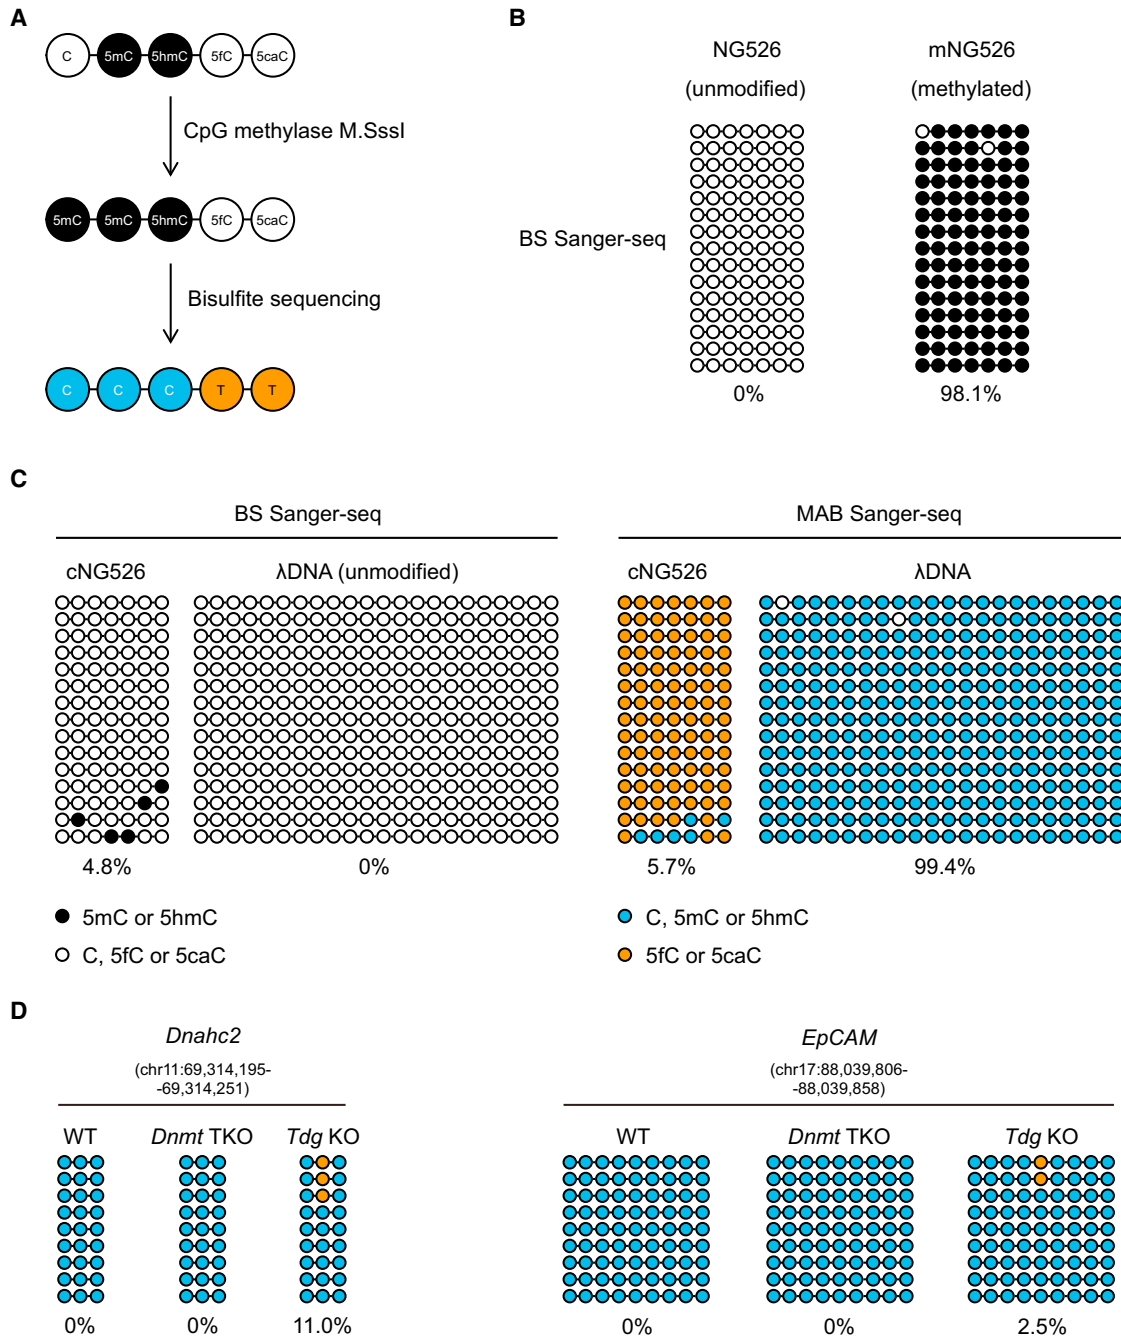 A
C 5mC 5hmC 5fC 5caC
CpG methylase M.SssI
5mC 5mC 5hmC 5fC 5caC
Bisulfite sequencing
C C C T T
B
NG526
(unmodified)
mNG526
(methylated)
BS Sanger-seq
0%
98.1%
C
BS Sanger-seq
cNG526
λDNA (unmodified)
4.8%
0%
5mC or 5hmC
C, 5fC or 5caC
MAB Sanger-seq
cNG526
λDNA
5.7%
99.4%
C, 5mC or 5hmC
5fC or 5caC
D
Dnahc2
(chr11:69,314,195-
-69,314,251)
WT
Dnmt TKO
Tdg KO
0%
0%
11.0%
EpCAM
(chr17:88,039,806-
-88,039,858)
WT
Dnmt TKO
Tdg KO
0%
0%
2.5%